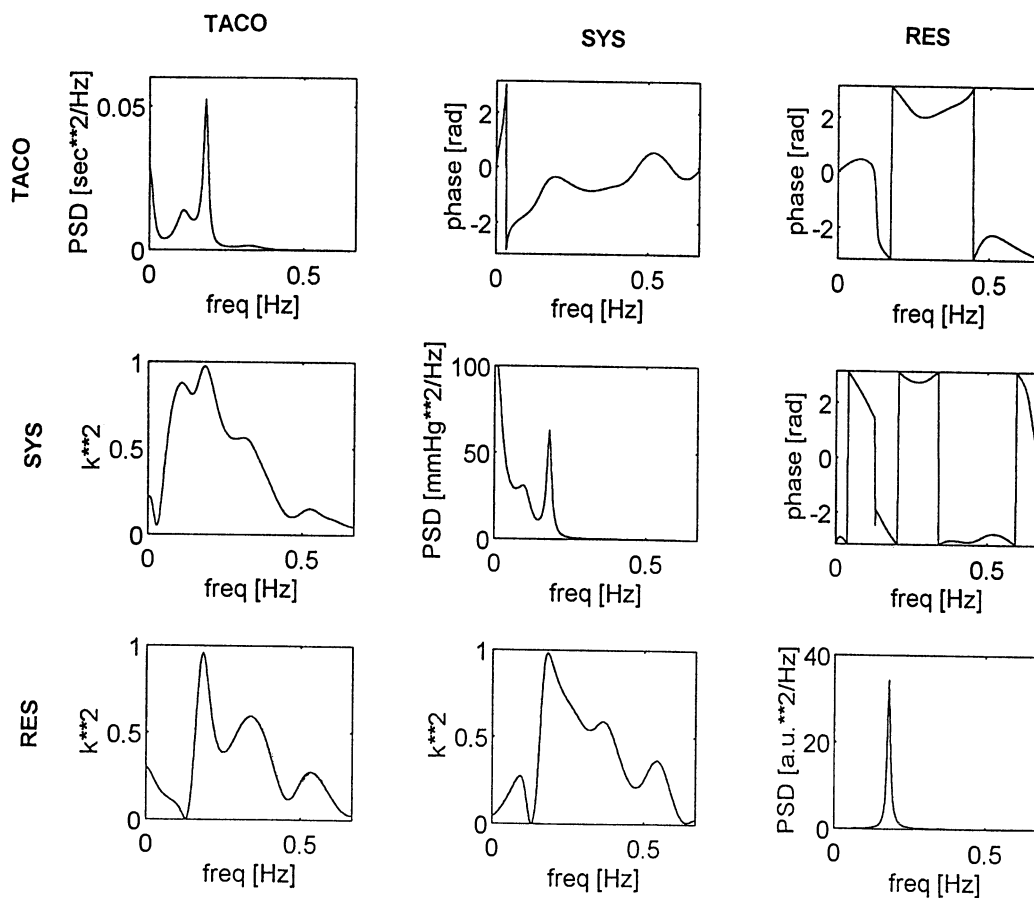 TACO
SYS
RES
TACO
PSD [sec**2/Hz]
0.05
0
0
0.5
freq [Hz]
phase [rad]
2
0
-2
0
0.5
freq [Hz]
phase [rad]
2
0
-2
0
0.5
freq [Hz]
SYS
k**2
1
0.5
0
0
0.5
freq [Hz]
PSD [mmHg**2/Hz]
100
50
0
0
0.5
freq [Hz]
phase [rad]
2
0
-2
0
0.5
freq [Hz]
RES
k**2
1
0.5
0
0
0.5
freq [Hz]
k**2
1
0.5
0
0
0.5
freq [Hz]
PSD [a.u.**2/Hz]
40
20
0
0
0.5
freq [Hz]